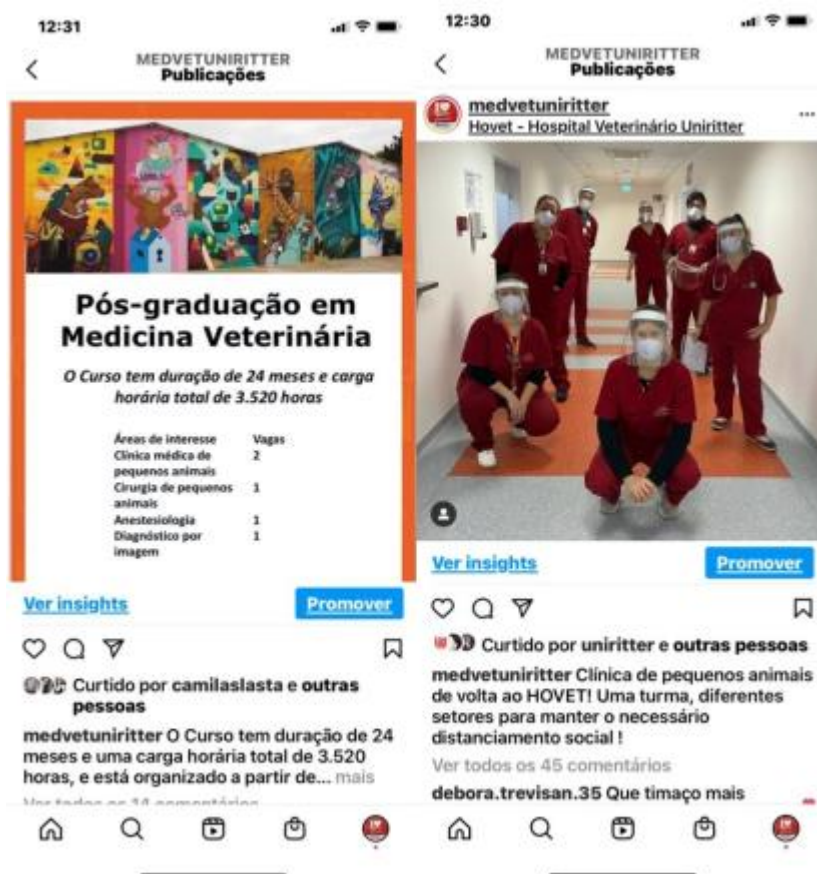 12:31
MEDVETUNIRITTER
Publicações
Pós-graduação em
Medicina Veterinária
O Curso tem duração de 24 meses e carga
horária total de 3.520 horas
Áreas de interesse Vagas
Clínica médica de 2
pequenos animais
Cirurgia de pequenos 1
animais
Anestesiologia 1
Diagnóstico por 1
imagem
Ver insights Promover
Curtido por camilaslasta e outras
pessoas
medvetuniritter O Curso tem duração de 24
meses e uma carga horária total de 3.520
horas, e está organizado a partir de... mais
Ver todos os 14 comentários
12:30
MEDVETUNIRITTER
Publicações
medvetuniritter
Hovet - Hospital Veterinário Uniritter
Ver insights Promover
Curtido por uniritter e outras pessoas
medvetuniritter Clínica de pequenos animais
de volta ao HOVET! Uma turma, diferentes
setores para manter o necessário
distanciamento social !
Ver todos os 45 comentários
debora.trevisan.35 Que timaço mais